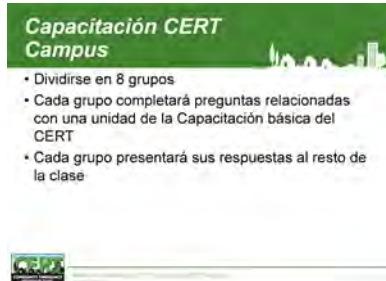 Capacitación CERT
Campus
• Dividirse en 8 grupos
• Cada grupo completará preguntas relacionadas
con una unidad de la Capacitación básica del
CERT
• Cada grupo presentará sus respuestas al resto de
la clase
CERT